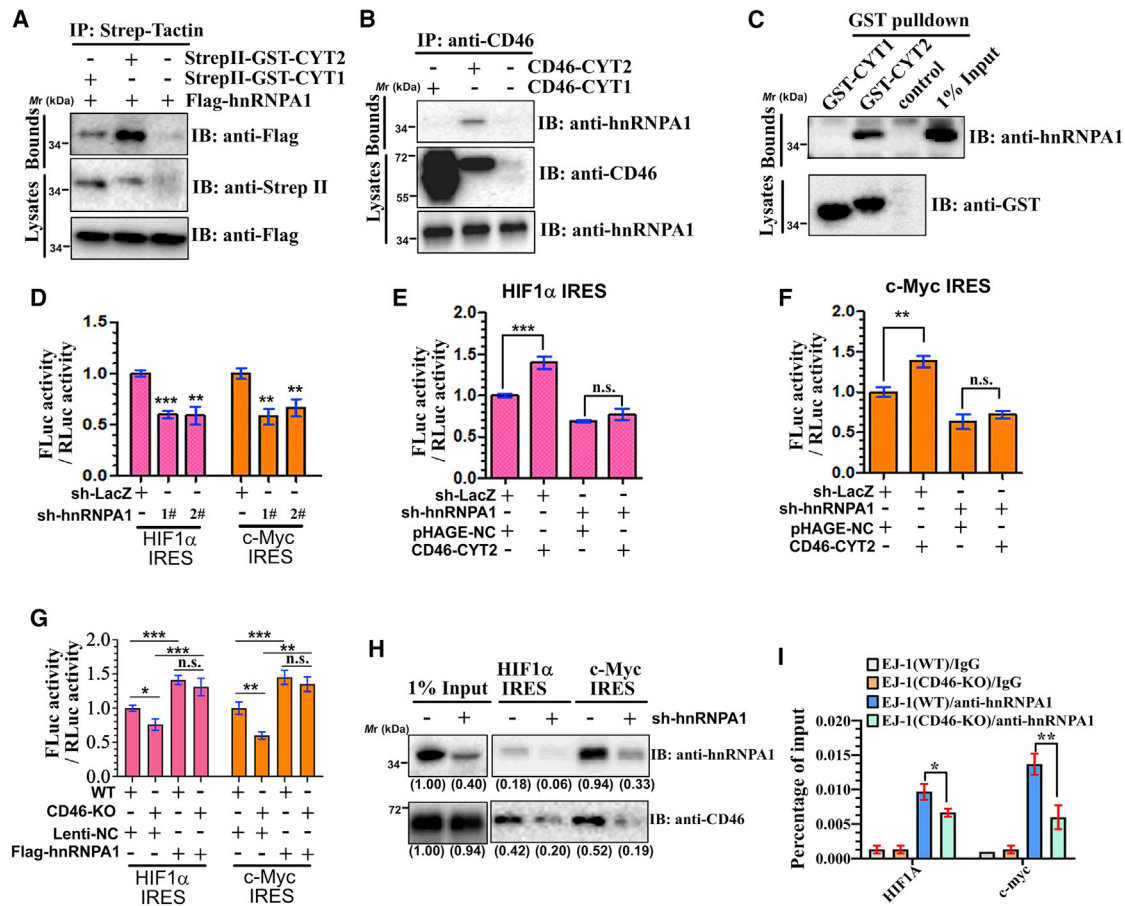 A
IP: Strep-Tactin
- + - StrepII-GST-CYT2
+ - - StrepII-GST-CYT1
Mr (kDa) + + + Flag-hnRNPA1
Bounds
34
IB: anti-Flag
Lysates
34
IB: anti-Strep II
34
IB: anti-Flag
B
IP: anti-CD46
- + - CD46-CYT2
+ - - CD46-CYT1
Mr (kDa)
Bounds
34
IB: anti-hnRNPA1
Lysates
72
55
IB: anti-CD46
34
IB: anti-hnRNPA1
C
GST pulldown
GST-CYT1
GST-CYT2
control
1% Input
Mr (kDa)
Bounds
34
IB: anti-hnRNPA1
Lysates
34
IB: anti-GST
D
FLuc activity
/ RLuc activity
1.5
1.0
0.5
0.0
*** **
** **
sh-LacZ + - - + - -
sh-hnRNPA1 - 1# 2# - 1# 2#
HIF1α
IRES
c-Myc
IRES
E
HIF1α IRES
FLuc activity
/ RLuc activity
2.0
1.5
1.0
0.5
0.0
***
n.s.
sh-LacZ + + - -
sh-hnRNPA1 - - + +
pHAGE-NC + - + -
CD46-CYT2 - + - +
F
c-Myc IRES
FLuc activity
/ RLuc activity
2.0
1.5
1.0
0.5
0.0
**
n.s.
sh-LacZ + + - -
sh-hnRNPA1 - - + +
pHAGE-NC + - + -
CD46-CYT2 - + - +
G
FLuc activity
/ RLuc activity
2.0
1.5
1.0
0.5
0.0
*** ***
*** **
n.s. n.s.
* **
WT + - + - + - + -
CD46-KO - + - + - + - +
Lenti-NC + + - - + + - -
Flag-hnRNPA1 - - + + - - + +
HIF1α
IRES
c-Myc
IRES
H
1% Input
HIF1α
IRES
c-Myc
IRES
- + - + - + sh-hnRNPA1
Mr (kDa)
34
IB: anti-hnRNPA1
(1.00) (0.40) (0.18) (0.06) (0.94) (0.33)
72
IB: anti-CD46
(1.00) (0.94) (0.42) (0.20) (0.52) (0.19)
I
EJ-1(WT)/IgG
EJ-1(CD46-KO)/IgG
EJ-1(WT)/anti-hnRNPA1
EJ-1(CD46-KO)/anti-hnRNPA1
Percentage of input
0.020
0.015
0.010
0.005
0.000
*
**
HIF1A
c-myc